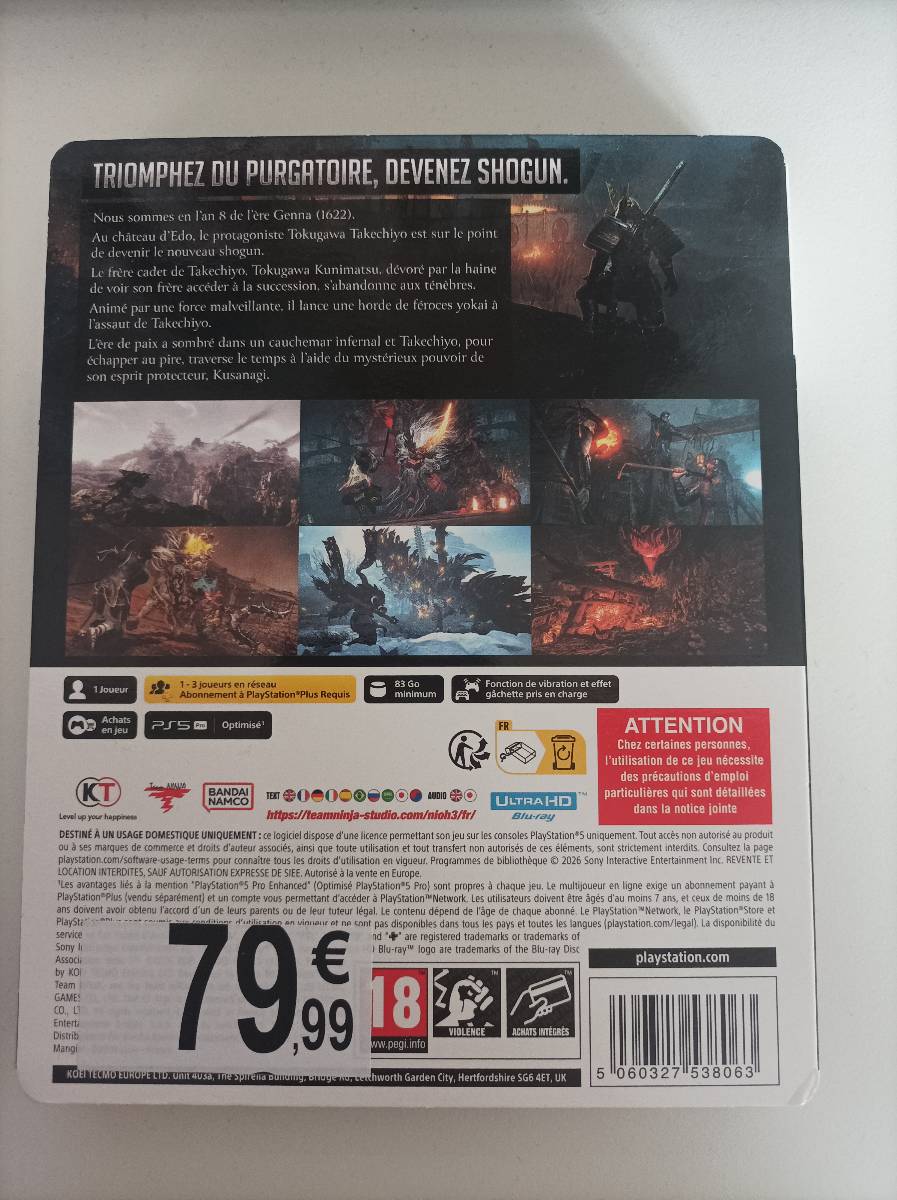 TRIOMPHEZ DU PURGATOIRE, DEVENEZ SHOGUN.
Nous sommes en l'an 8 de l'ère Genna (1622).
Au château d'Edo, le protagoniste Tokugawa Takechiyo est sur le point
de devenir le nouveau shogun.
Le frère cadet de Takechiyo, Tokugawa Kunimatsu, dévoré par la haine
de voir son frère accéder à la succession, s'abandonne aux ténèbres.
Animé par une force malveillante, il lance une horde de féroces yokai à
l'assaut de Takechiyo.
L'ère de paix a sombré dans un cauchemar infernal et Takechiyo, pour
échapper au pire, traverse le temps à l'aide du mystérieux pouvoir de
son esprit protecteur, Kusanagi.
1 Joueur
1 - 3 joueurs en réseau
Abonnement à PlayStation®Plus Requis
83 Go
minimum
Fonction de vibration et effet
gâchette pris en charge
Achats
en jeu
PS5 Pro Optimisé¹
FR
ATTENTION
Chez certaines personnes,
l'utilisation de ce jeu nécessite
des précautions d'emploi
particulières qui sont détaillées
dans la notice jointe
KT
Level up your happiness
Team NINJA
BANDAI
NAMCO
TEXT
AUDIO
ULTRA HD™
Blu-ray
https://teamninja-studio.com/nioh3/fr/
DESTINÉ À UN USAGE DOMESTIQUE UNIQUEMENT : ce logiciel dispose d'une licence permettant son jeu sur les consoles PlayStation®5 uniquement. Tout accès non autorisé au produit
ou à ses marques de commerce et droits d'auteur associés, ainsi que toute utilisation et tout transfert non autorisés de ces éléments, sont strictement interdits. Consultez la page
playstation.com/software-usage-terms pour connaître tous les droits d'utilisation en vigueur. Programmes de bibliothèque © 2026 Sony Interactive Entertainment Inc. REVENTE ET
LOCATION INTERDITES, SAUF AUTORISATION EXPRESSE DE SIEE. Autorisé à la vente en Europe.
¹Les avantages liés à la mention "PlayStation®5 Pro Enhanced" (Optimisé PlayStation®5 Pro) sont propres à chaque jeu. Le multijoueur en ligne exige un abonnement payant à
PlayStation®Plus (vendu séparément) et un compte vous permettant d'accéder à PlayStation™Network. Les utilisateurs doivent être âgés d'au moins 7 ans, et ceux de moins de 18
ans doivent avoir obtenu l'accord d'un de leurs parents ou de leur tuteur légal. Le contenu dépend de l'âge de chaque abonné. Le PlayStation™Network, le PlayStation®Store et
sont soumis aux conditions d'utilisation en vigueur et ne sont pas disponibles dans tous les pays et toutes les langues (playstation.com/legal). La disponibilité du
service
are registered trademarks or trademarks of
Sony
Blu-ray™ logo are trademarks of the Blu-ray Disc
by KOEI
Team
CO.,
79,99 €
18
www.pegi.info
VIOLENCE
ACHATS INTÉGRÉS
playstation.com
KOEI TECMO EUROPE LTD. Unit 403a, The Spirella Building, Bridge Rd, Letchworth Garden City, Hertfordshire SG6 4ET, UK
5 060327 538063